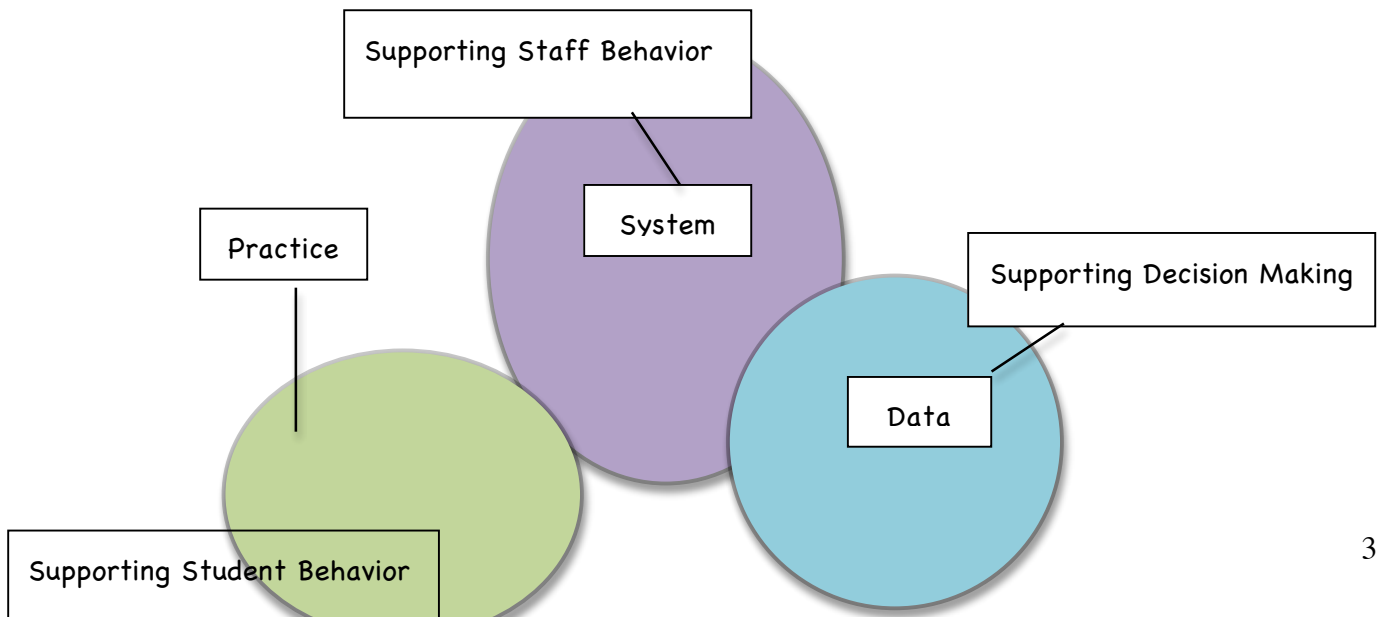 Supporting Staff Behavior
System
Practice
Supporting Decision Making
Data
Supporting Student Behavior
3